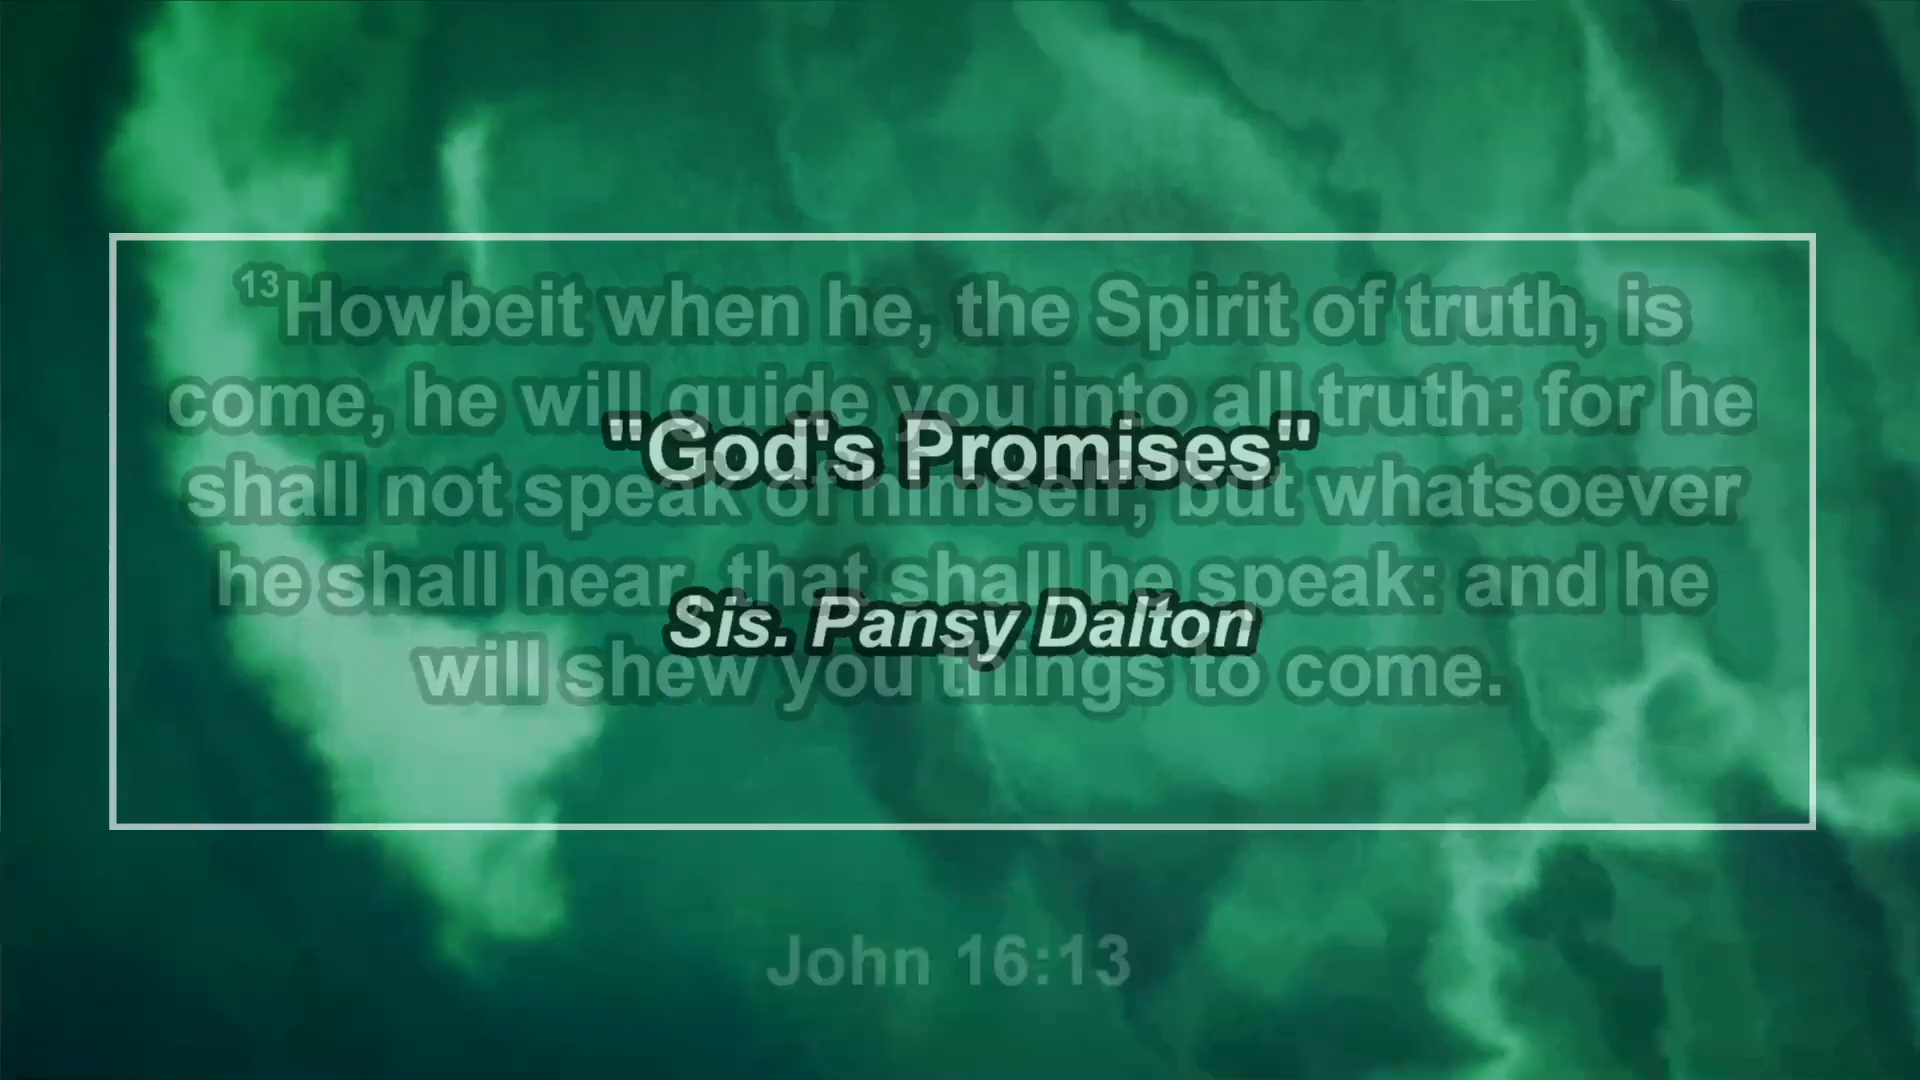 13Howbeit when he, the Spirit of truth, is
come, he will guide you into all truth: for he
"God's Promises"
shall not speak of himself; but whatsoever
he shall hear, that shall he speak: and he
Sis. Pansy Dalton
will shew you things to come.
John 16:13